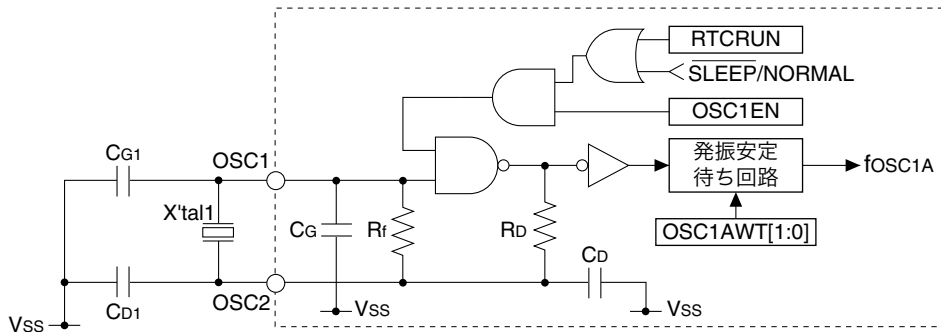 RTCRUN
SLEEP/NORMAL
OSC1EN
CG1
OSC1
発振安定
待ち回路
fOSC1A
X'tal1
CG
Rf
RD
OSC1AWT[1:0]
CD
CD1
OSC2
VSS
VSS
VSS